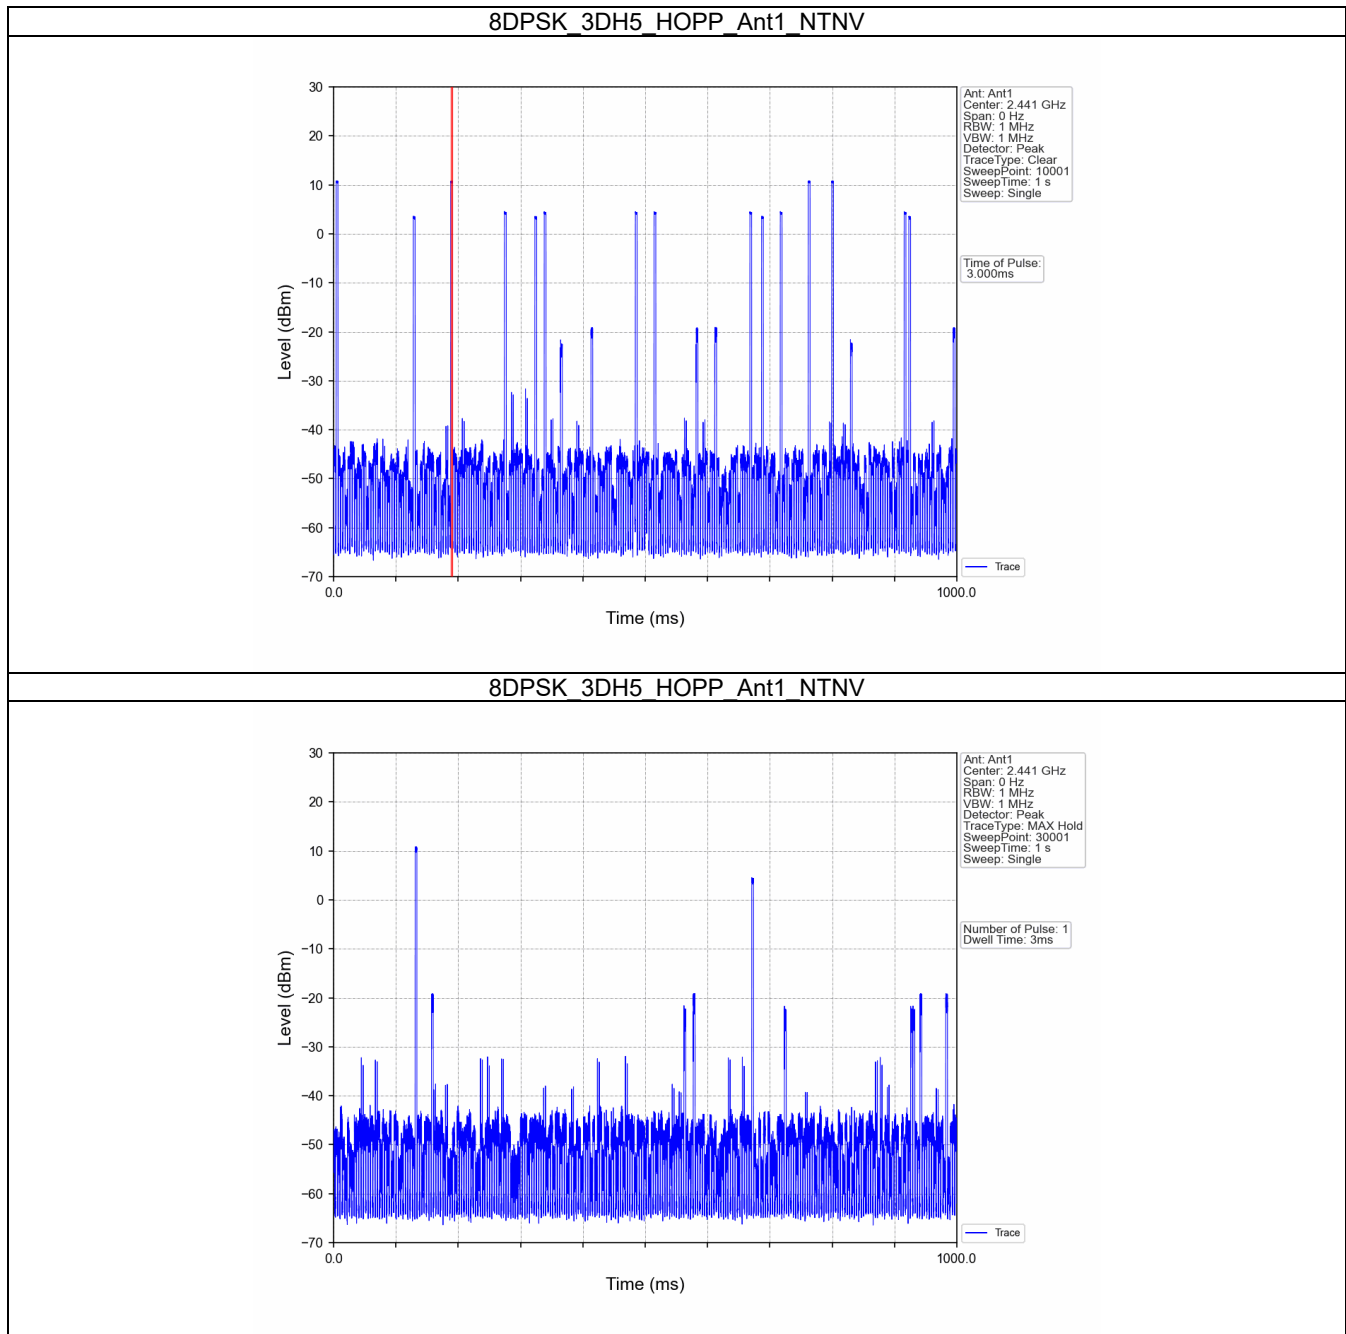 8DPSK_3DH5_HOPP_Ant1_NTNV
30
20
10
0
−10
−20
−30
−40
−50
−60
−70
Level (dBm)
0.0
1000.0
Time (ms)
Ant: Ant1
Center: 2.441 GHz
Span: 0 Hz
RBW: 1 MHz
VBW: 1 MHz
Detector: Peak
TraceType: Clear
SweepPoint: 10001
SweepTime: 1 s
Sweep: Single
Time of Pulse:
3.000ms
Trace
8DPSK_3DH5_HOPP_Ant1_NTNV
30
20
10
0
−10
−20
−30
−40
−50
−60
−70
Level (dBm)
0.0
1000.0
Time (ms)
Ant: Ant1
Center: 2.441 GHz
Span: 0 Hz
RBW: 1 MHz
VBW: 1 MHz
Detector: Peak
TraceType: MAX Hold
SweepPoint: 30001
SweepTime: 1 s
Sweep: Single
Number of Pulse: 1
Dwell Time: 3ms
Trace